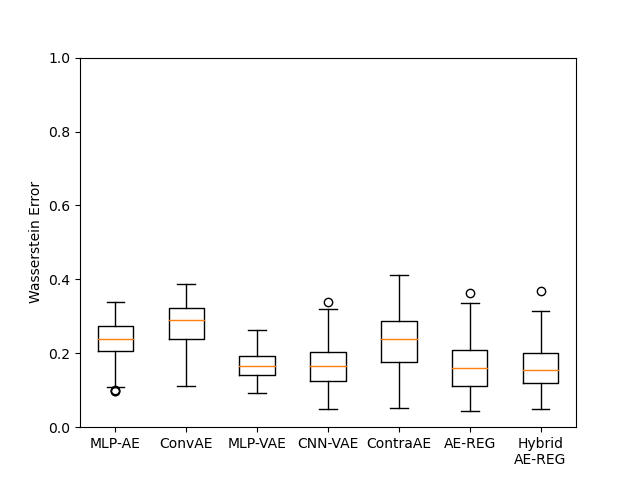 1.0
0.8
0.6
0.4
0.2
0.0
Wasserstein Error
MLP-AE
ConvAE
MLP-VAE
CNN-VAE
ContraAE
AE-REG
Hybrid
AE-REG